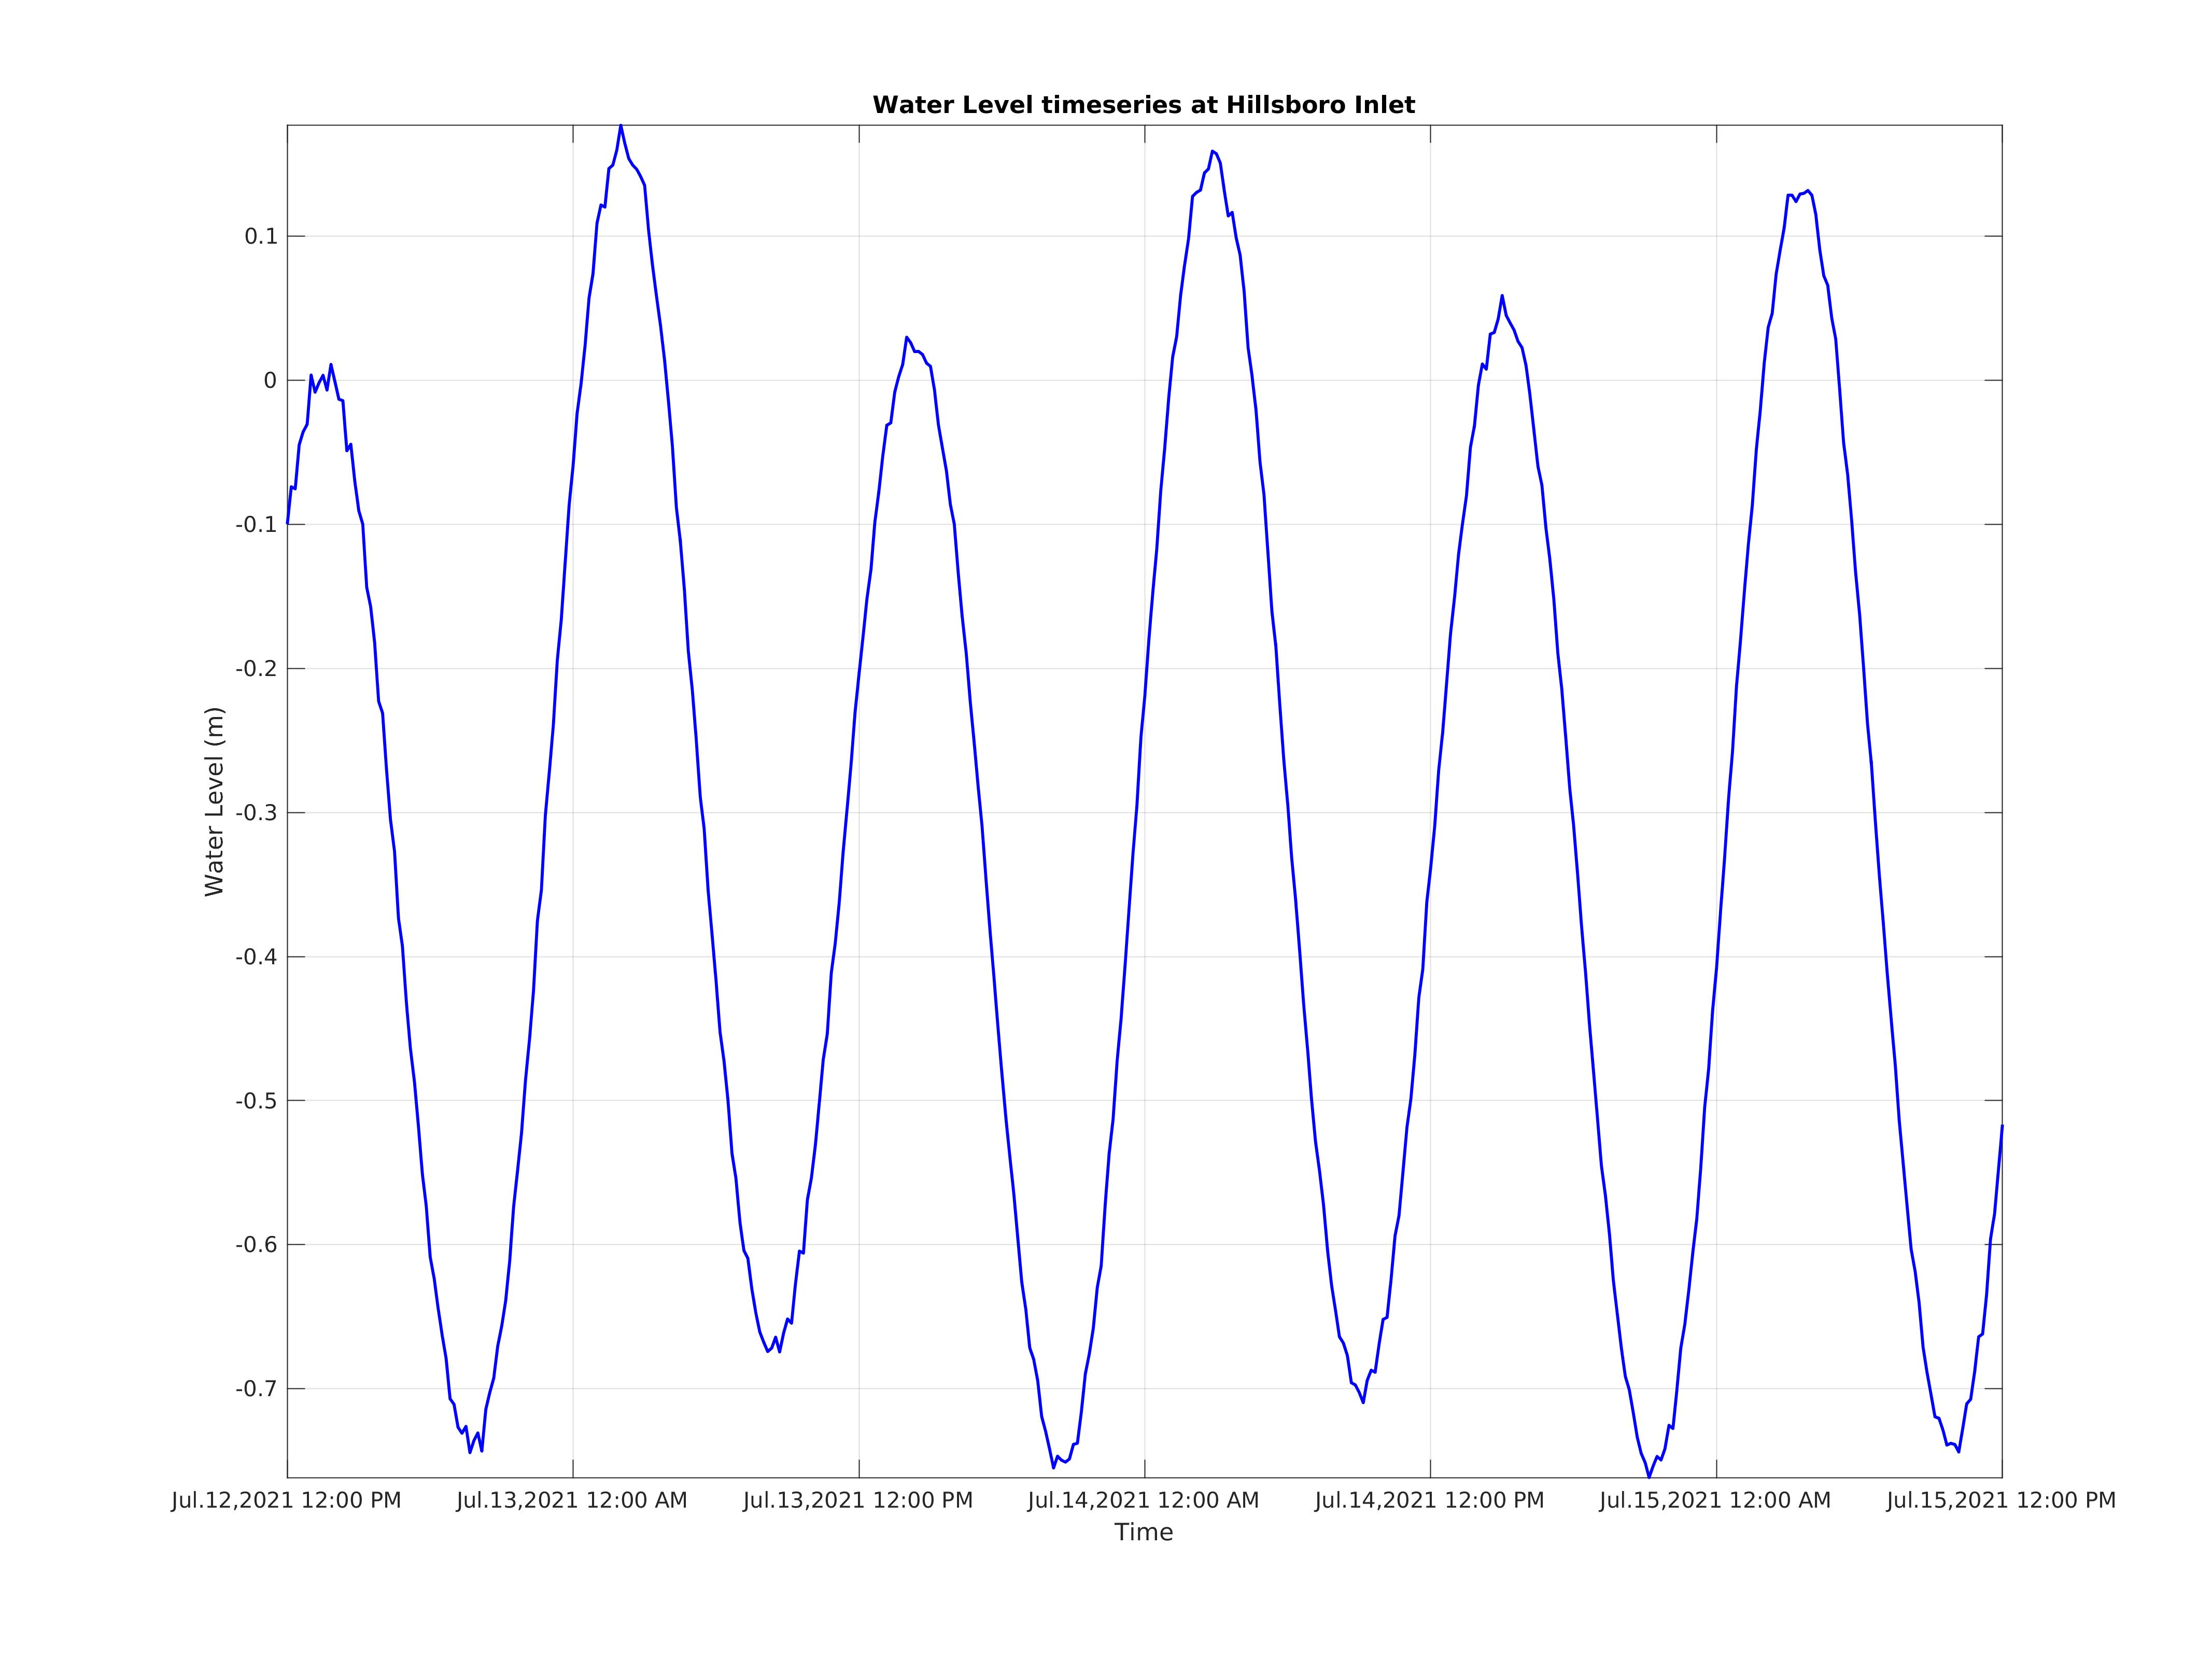 Water Level timeseries at Hillsboro Inlet
0.1
0
-0.1
-0.2
-0.3
-0.4
-0.5
-0.6
-0.7
Water Level (m)
Jul.12,2021 12:00 PM
Jul.13,2021 12:00 AM
Jul.13,2021 12:00 PM
Jul.14,2021 12:00 AM
Jul.14,2021 12:00 PM
Jul.15,2021 12:00 AM
Jul.15,2021 12:00 PM
Time